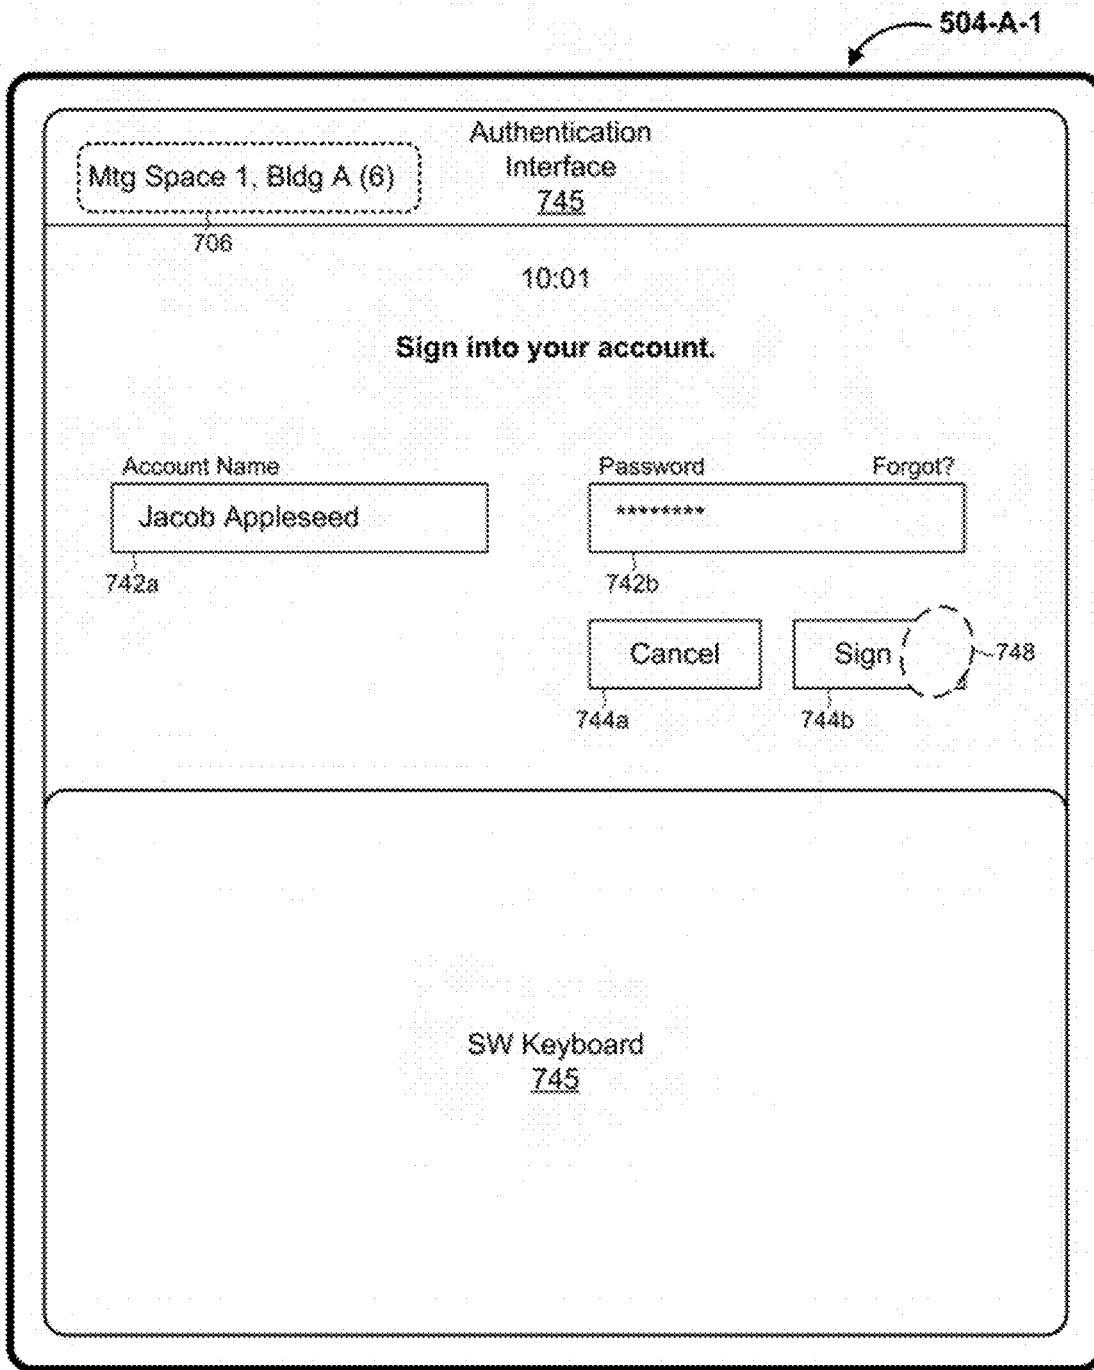 504-A-1
Authentication
Interface
745
Mtg Space 1, Bldg A (6)
706
10:01
Sign into your account.
Account Name
Password
Forgot?
Jacob Appleseed
********
742a
742b
Cancel
Sign
748
744a
744b
SW Keyboard
745